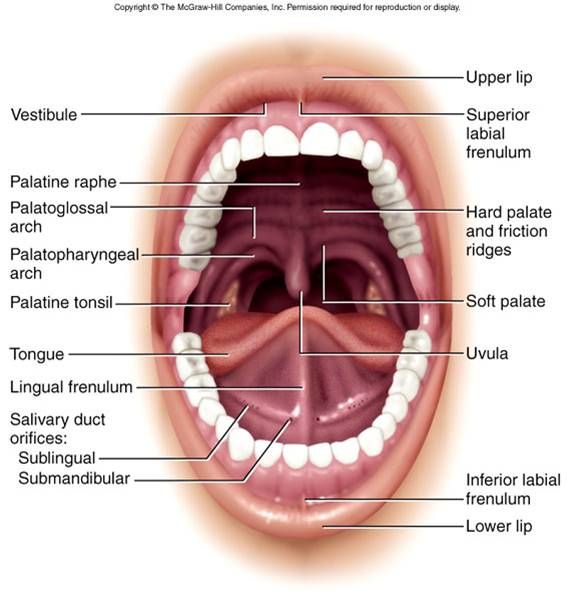 Copyright © The McGraw-Hill Companies, Inc. Permission required for reproduction or display.
Upper lip
Vestibule
Superior
labial
frenulum
Palatine raphe
Palatoglossal
arch
Hard palate
and friction
ridges
Palatopharyngeal
arch
Palatine tonsil
Soft palate
Tongue
Uvula
Lingual frenulum
Salivary duct
orifices:
Sublingual
Submandibular
Inferior labial
frenulum
Lower lip